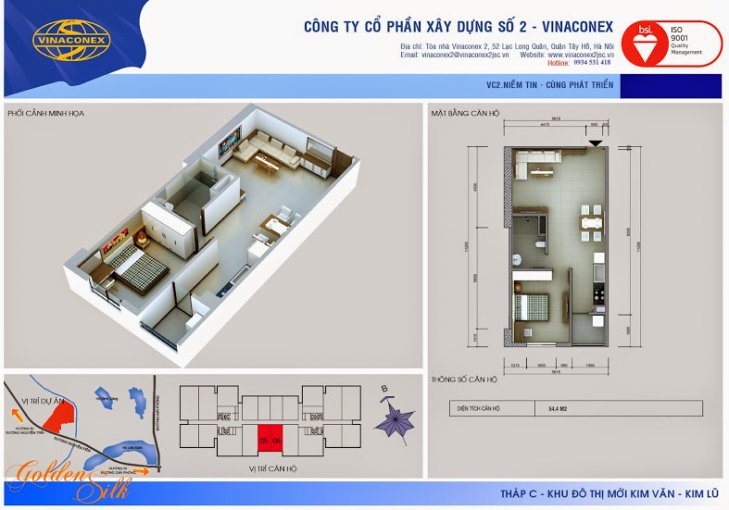 VINACONEX
CÔNG TY CỔ PHẦN XÂY DỰNG SỐ 2 - VINACONEX
Địa chỉ: Tòa nhà Vinaconex 2, 52 Lạc Long Quân, Quận Tây Hồ, Hà Nội
Email: vinaconex2@vinaconex2jsc.vn Website: www.vinaconex2jsc.vn
Hotline: 0934 531 418
bsi.
ISO
9001
Quality
Management
VC2.NIỀM TIN - CÙNG PHÁT TRIỂN
PHỐI CẢNH MINH HỌA
MẶT BẰNG CĂN HỘ
THÔNG SỐ CĂN HỘ
DIỆN TÍCH CĂN HỘ 54.4 M2
VỊ TRÍ DỰ ÁN
05 06
VỊ TRÍ CĂN HỘ
B
Golden
Silk
THÁP C - KHU ĐÔ THỊ MỚI KIM VĂN - KIM LŨ